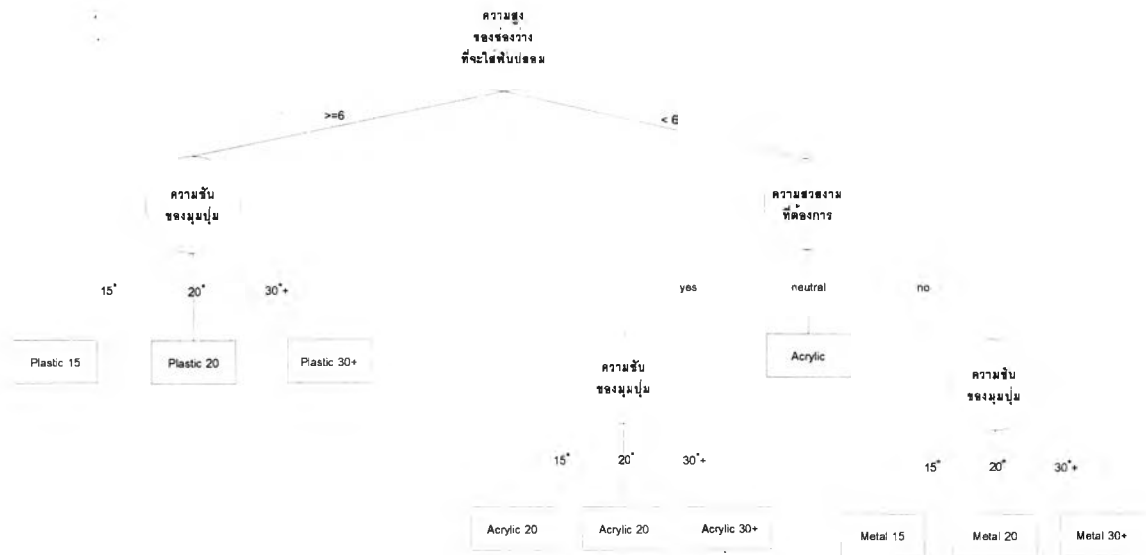 ความสูง
ของช่องว่าง
ที่จะใส่ฟันปลอม
>=6
< 6
ความชัน
ของมุมปุ่ม
ความสวยงาม
ที่ต้องการ
15°
20°
30°+
yes
neutral
no
Plastic 15
Plastic 20
Plastic 30+
Acrylic
ความชัน
ของมุมปุ่ม
ความชัน
ของมุมปุ่ม
15°
20°
30°+
15°
20°
30°+
Acrylic 20
Acrylic 20
Acrylic 30+
Metal 15
Metal 20
Metal 30+